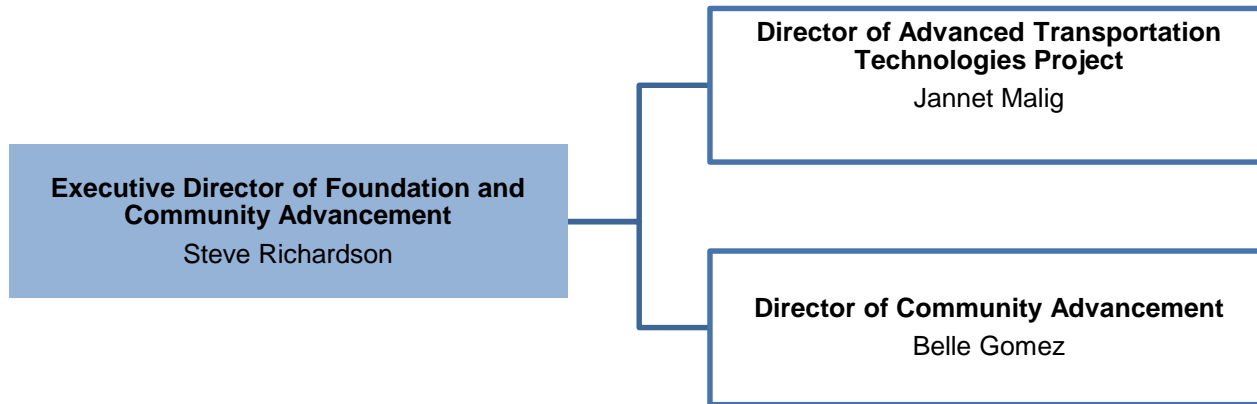 Director of Advanced Transportation
Technologies Project
Jannet Malig
Executive Director of Foundation and
Community Advancement
Steve Richardson
Director of Community Advancement
Belle Gomez